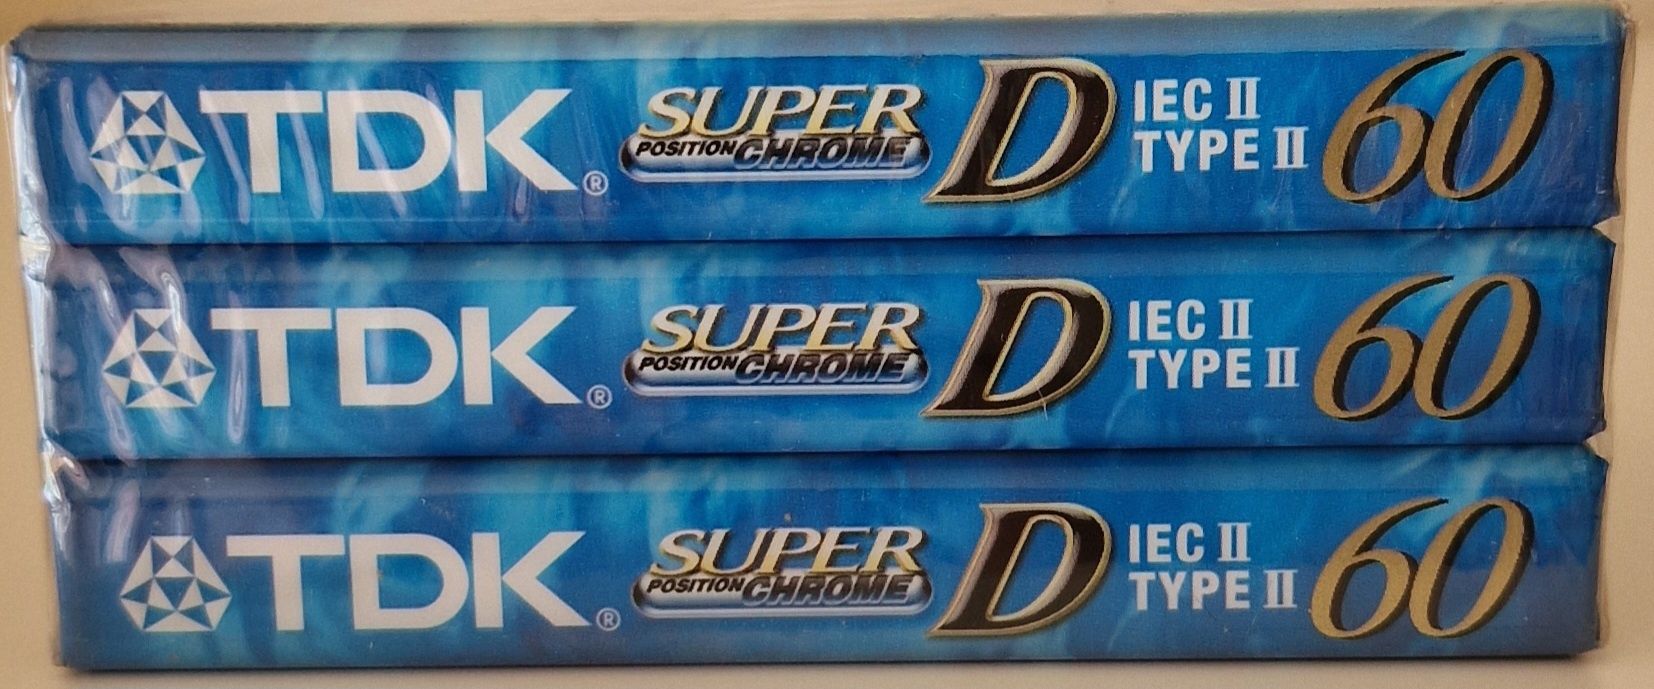 TDK® SUPER D IEC II 60
POSITION CHROME TYPE II
TDK® SUPER D IEC II 60
POSITION CHROME TYPE II
TDK® SUPER D IEC II 60
POSITION CHROME TYPE II